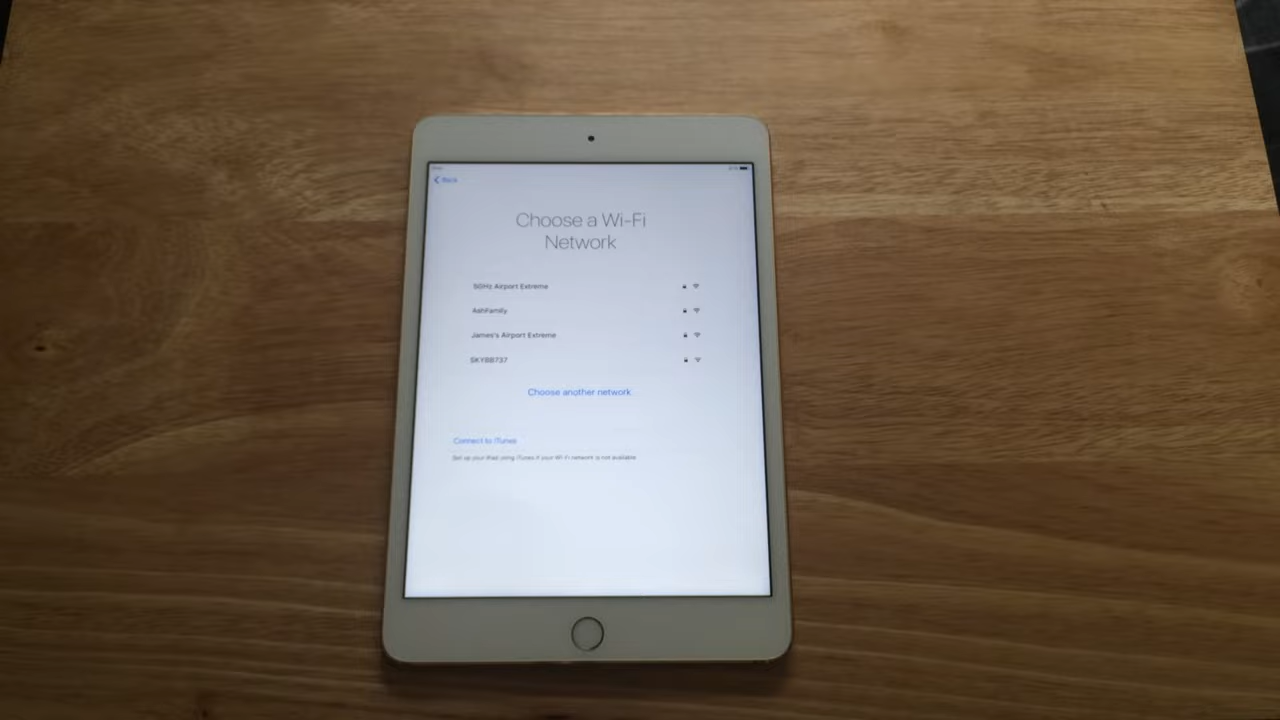 Back
Choose a Wi-Fi
Network
5GHz Airport Extreme
AshFamily
James's Airport Extreme
SKYBB737
Choose another network
Connect to iTunes
Set up your iPad using iTunes if your Wi-Fi network is not available.